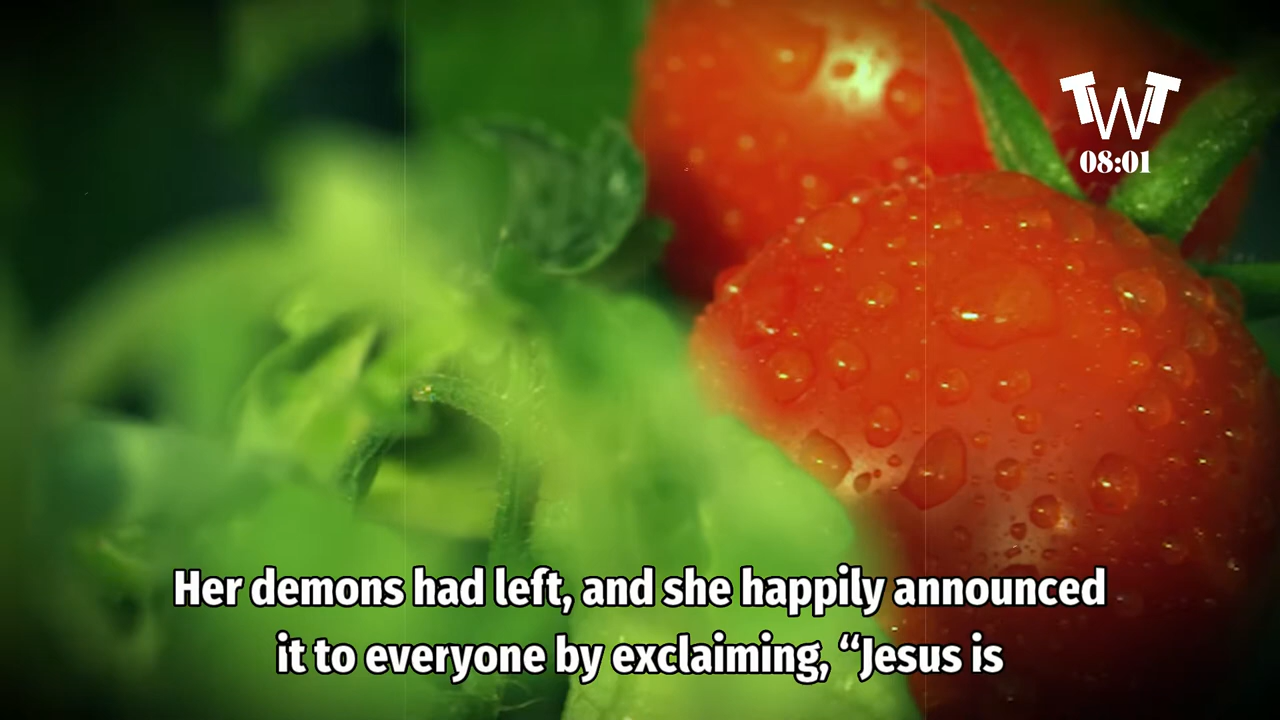 TWT
08:01
Her demons had left, and she happily announced
it to everyone by exclaiming, “Jesus is